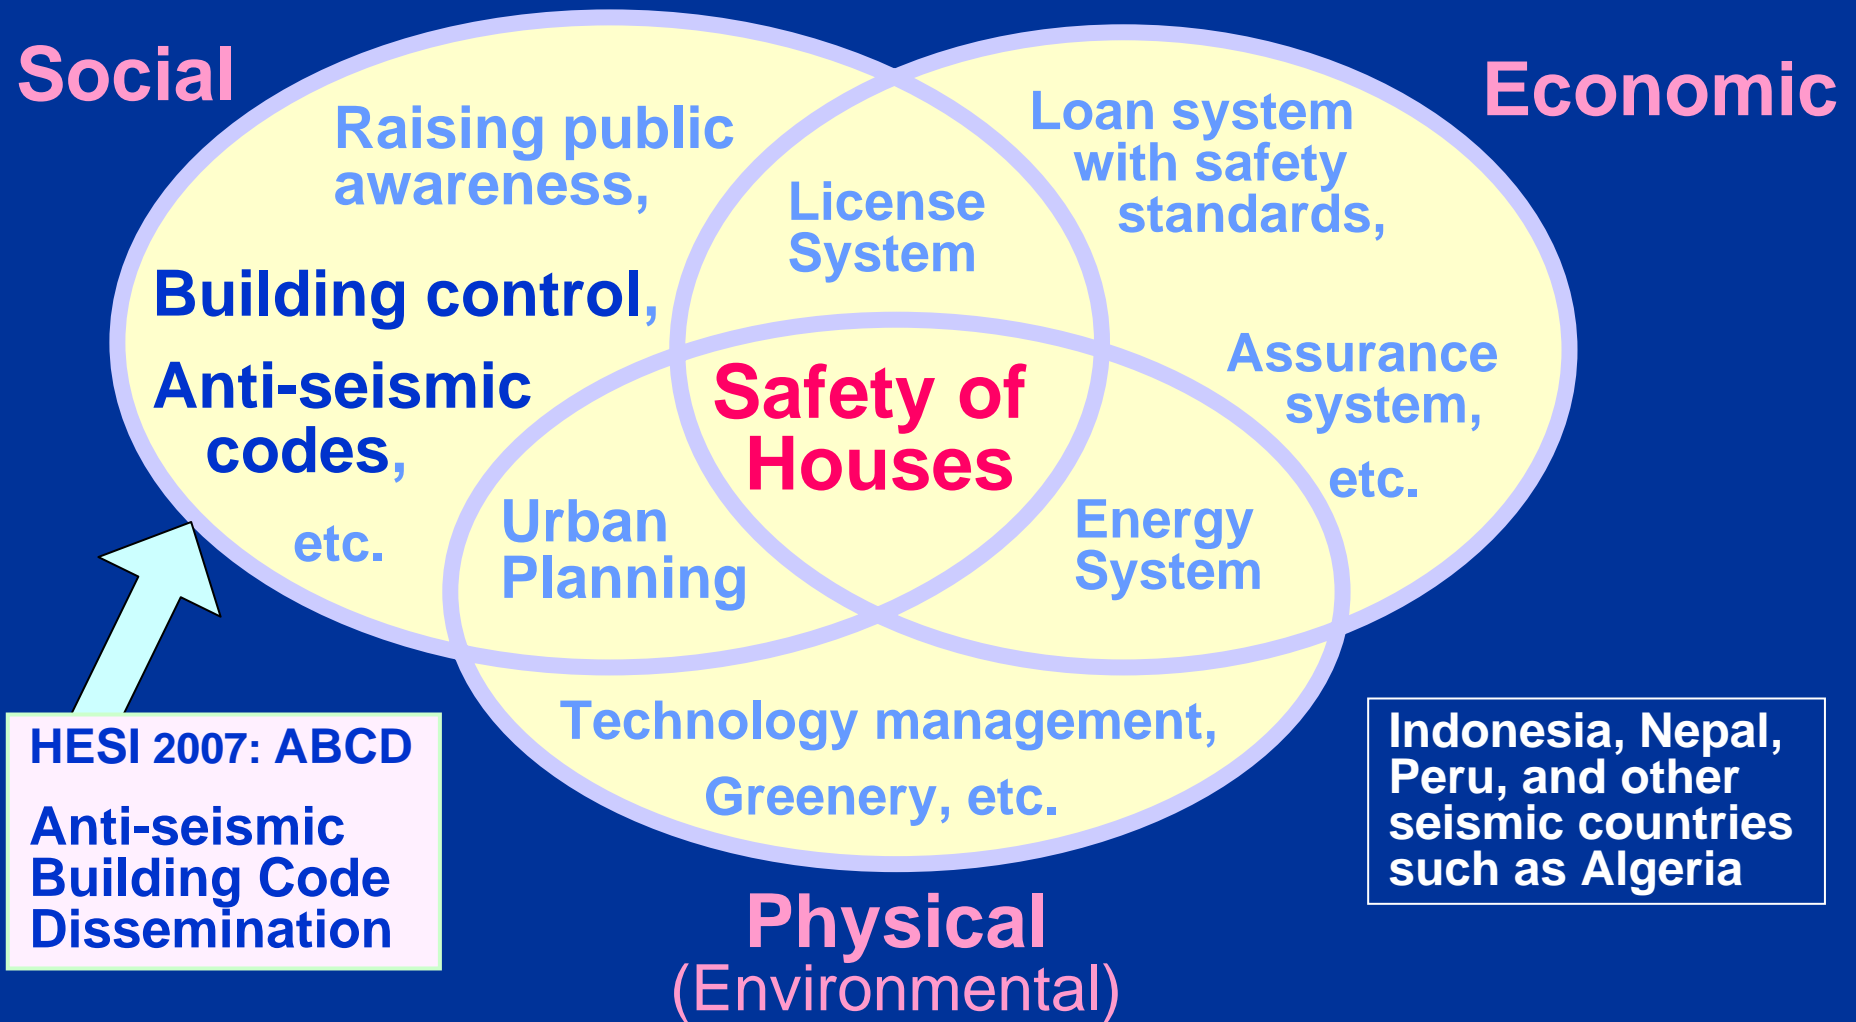 Social
Economic
Raising public
awareness,
Building control,
Anti-seismic
codes,
etc.
License
System
Loan system
with safety
standards,
Assurance
system,
etc.
Safety of
Houses
Urban
Planning
Energy
System
Technology management,
Greenery, etc.
HESI 2007: ABCD
Anti-seismic
Building Code
Dissemination
Indonesia, Nepal,
Peru, and other
seismic countries
such as Algeria
Physical
(Environmental)